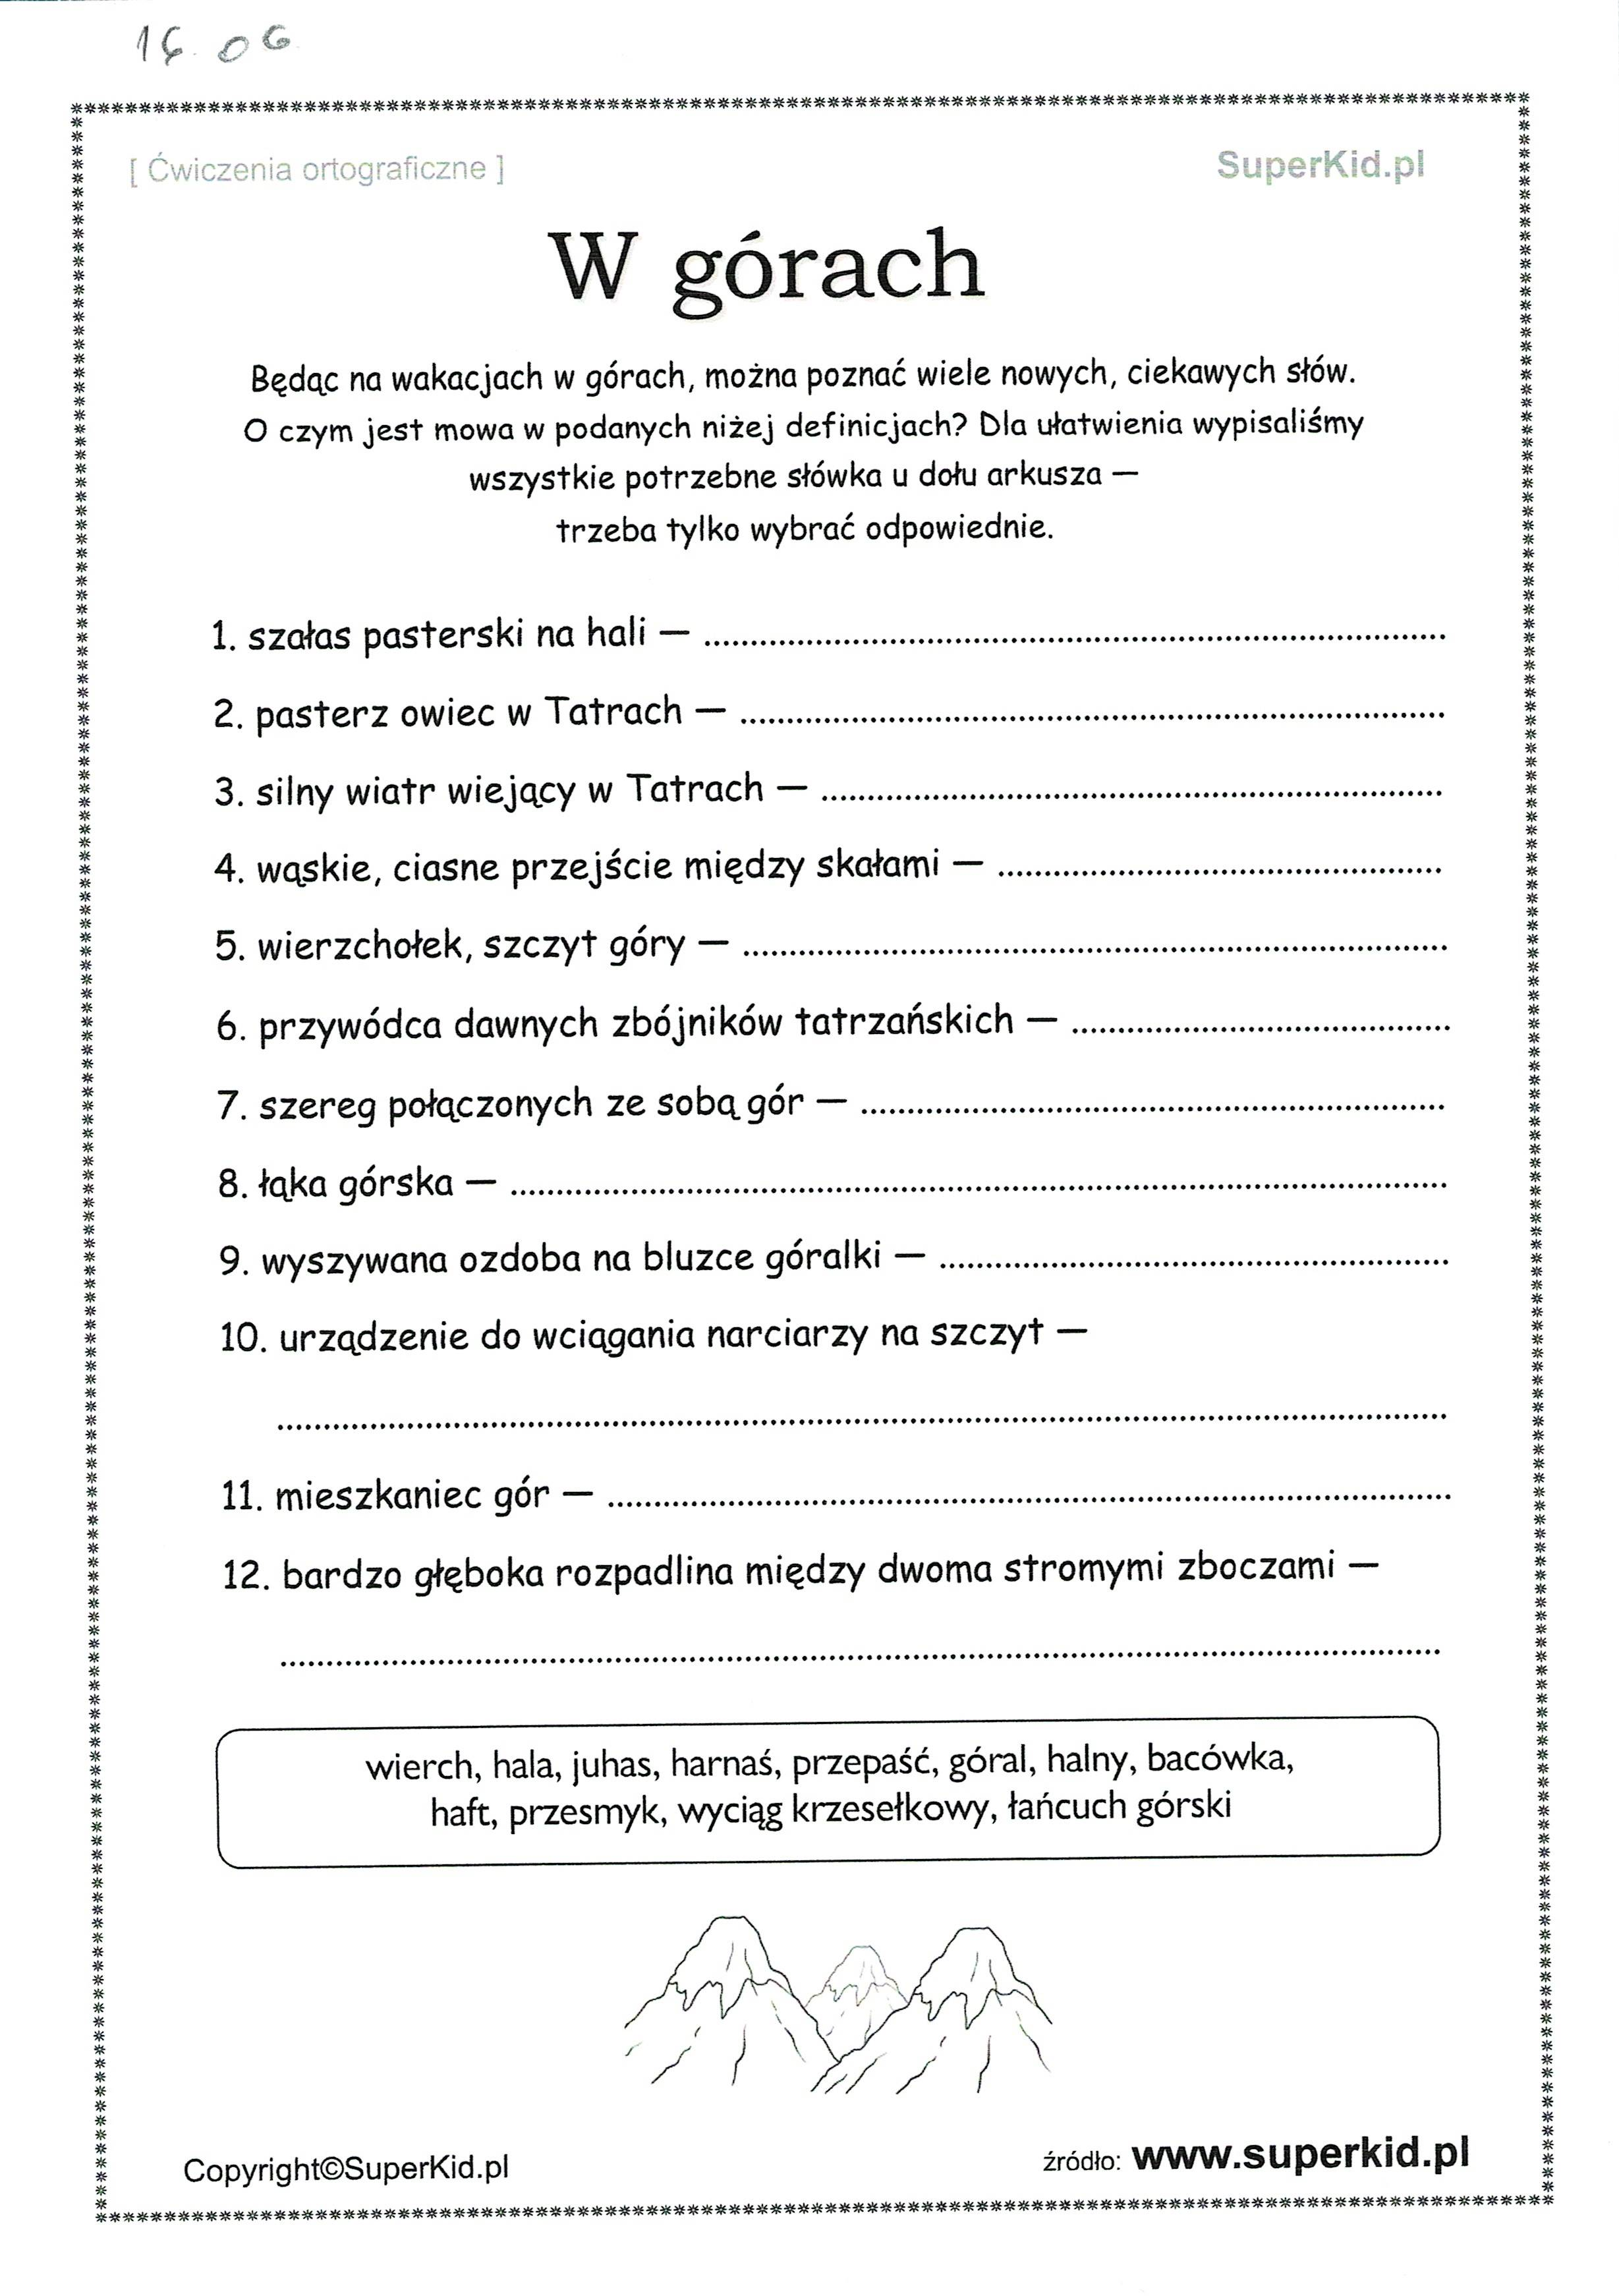 16.06
[ Ćwiczenia ortograficzne ]
SuperKid.pl
W górach
Będąc na wakacjach w górach, można poznać wiele nowych, ciekawych słów.
O czym jest mowa w podanych niżej definicjach? Dla ułatwienia wypisaliśmy
wszystkie potrzebne słówka u dołu arkusza —
trzeba tylko wybrać odpowiednie.
1. szałas pasterski na hali — ........................................
2. pasterz owiec w Tatrach — ........................................
3. silny wiatr wiejący w Tatrach — ........................................
4. wąskie, ciasne przejście między skałami — ........................................
5. wierzchołek, szczyt góry — ........................................
6. przywódca dawnych zbójników tatrzańskich — ........................................
7. szereg połączonych ze sobą gór — ........................................
8. łąka górska — ........................................
9. wyszywana ozdoba na bluzce góralki — ........................................
10. urządzenie do wciągania narciarzy na szczyt —
........................................
11. mieszkaniec gór — ........................................
12. bardzo głęboka rozpadlina między dwoma stromymi zboczami —
........................................
wierch, hala, juhas, harnaś, przepaść, góral, halny, bacówka,
haft, przesmyk, wyciąg krzesełkowy, łańcuch górski
Copyright©SuperKid.pl
źródło: www.superkid.pl